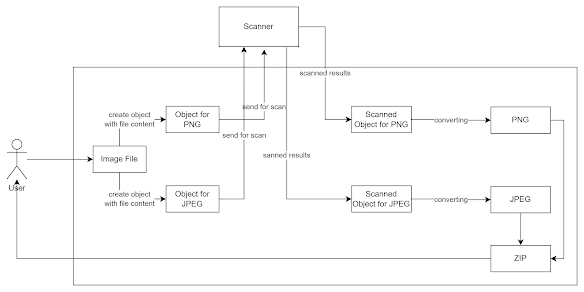 Scanner
scanned results
create object
with file content
Object for
PNG
send for scan
Scanned
Object for PNG
converting
PNG
send for scan
User
Image File
sanned results
create object
with file content
Object for
JPEG
Scanned
Object for JPEG
converting
JPEG
ZIP